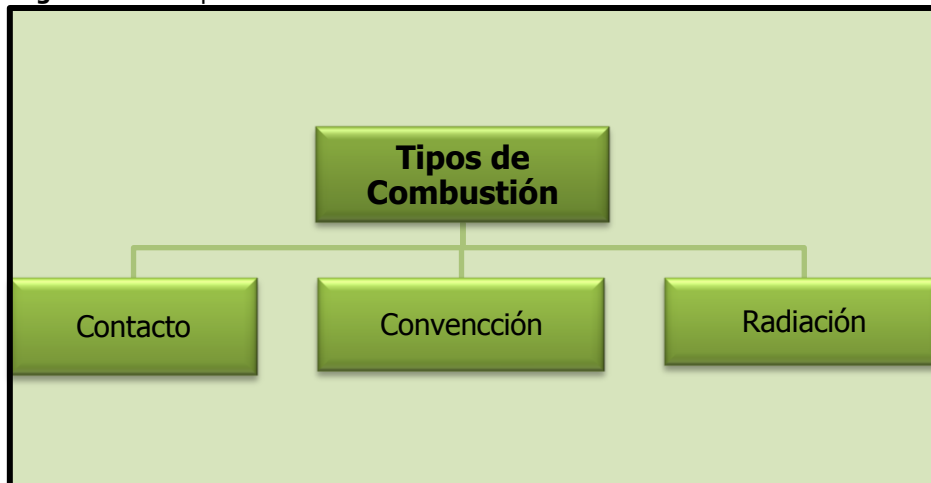 Tipos de
Combustión
Contacto
Convencción
Radiación